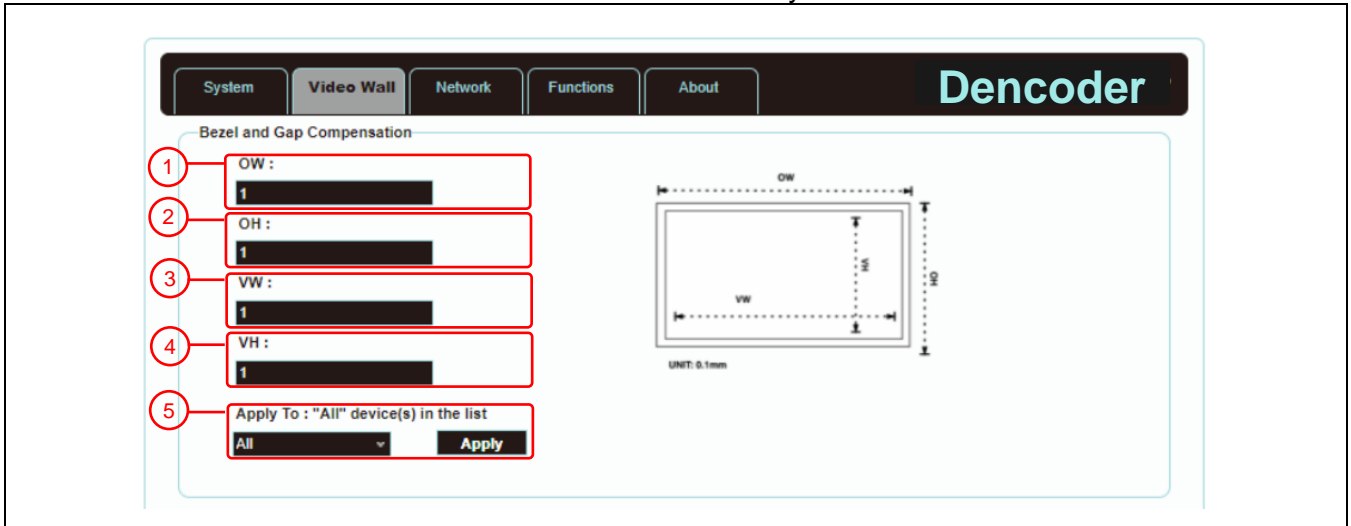 System Video Wall Network Functions About Dencoder
Bezel and Gap Compensation
1 OW :
1
2 OH :
1
3 VW :
1
4 VH :
1
5 Apply To : "All" device(s) in the list
All Apply
OW
VH
OH
VW
UNIT: 0.1mm